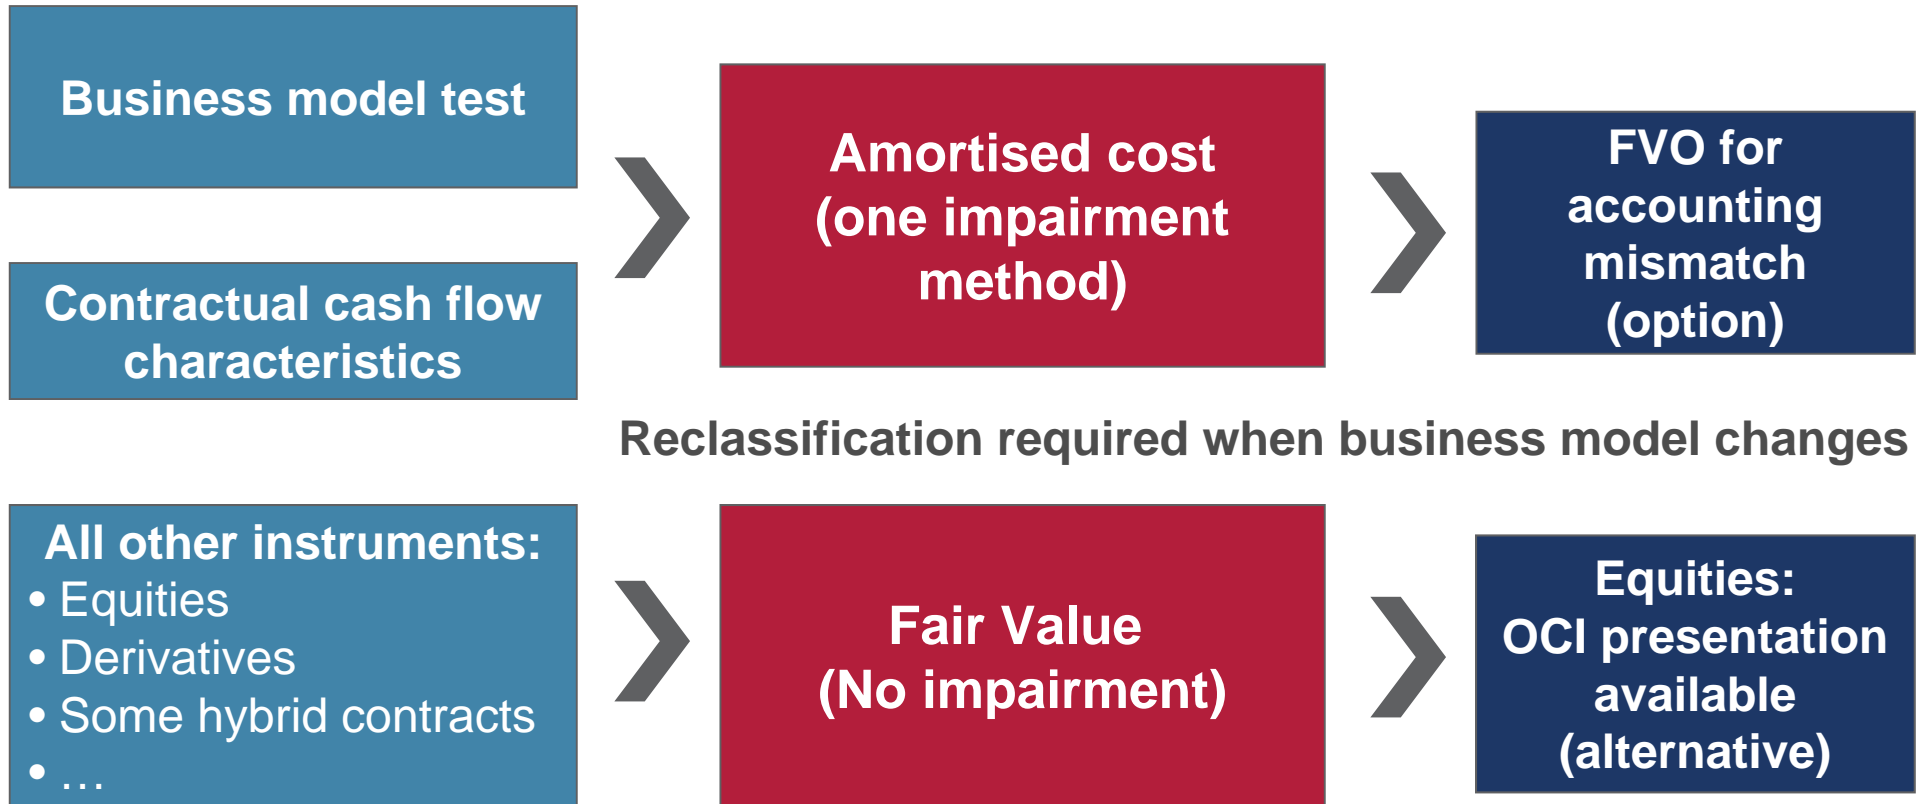 Business model test
Contractual cash flow
characteristics
Amortised cost
(one impairment
method)
FVO for
accounting
mismatch
(option)
Reclassification required when business model changes
All other instruments:
• Equities
• Derivatives
• Some hybrid contracts
• …
Fair Value
(No impairment)
Equities:
OCI presentation
available
(alternative)